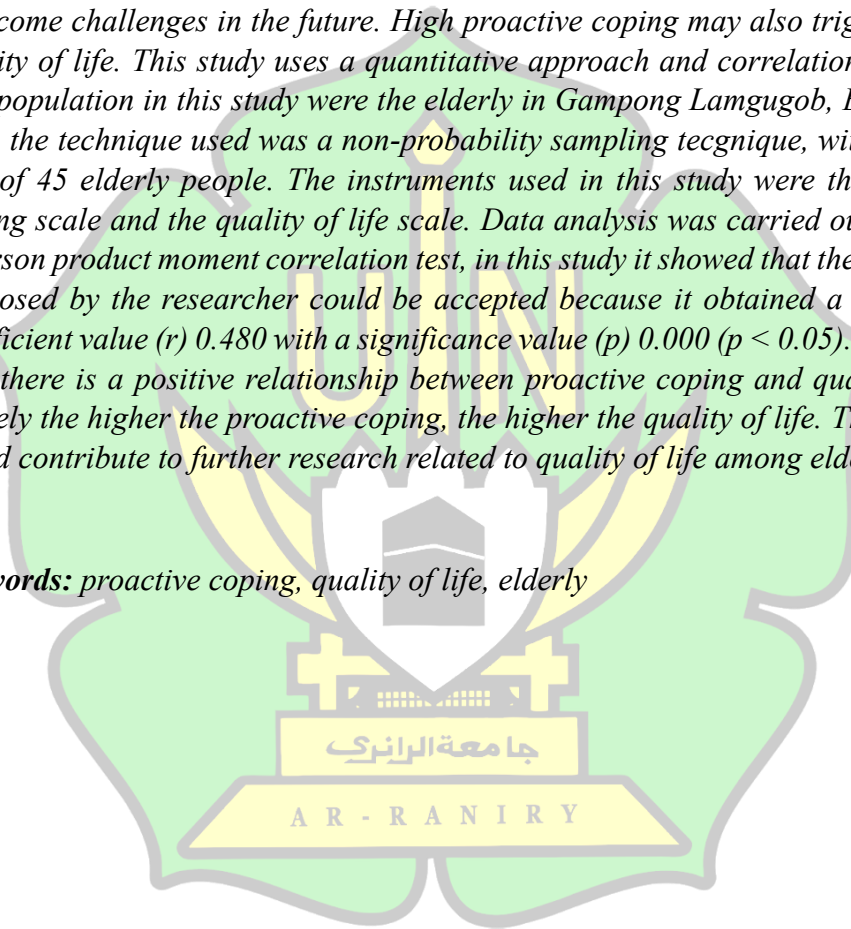 come challenges in the future. High proactive coping may also trig
ity of life. This study uses a quantitative approach and correlation
population in this study were the elderly in Gampong Lamgugob,
the technique used was a non-probability sampling tecgnique, wit
of 45 elderly people. The instruments used in this study were th
ng scale and the quality of life scale. Data analysis was carried ou
rson product moment correlation test, in this study it showed that the
osed by the researcher could be accepted because it obtained a
ficient value (r) 0.480 with a significance value (p) 0.000 (p < 0.05).
there is a positive relationship between proactive coping and qua
ely the higher the proactive coping, the higher the quality of life. T
d contribute to further research related to quality of life among elde
words: proactive coping, quality of life, elderly
UIN
جامعة الرانري
AR-RANIRY